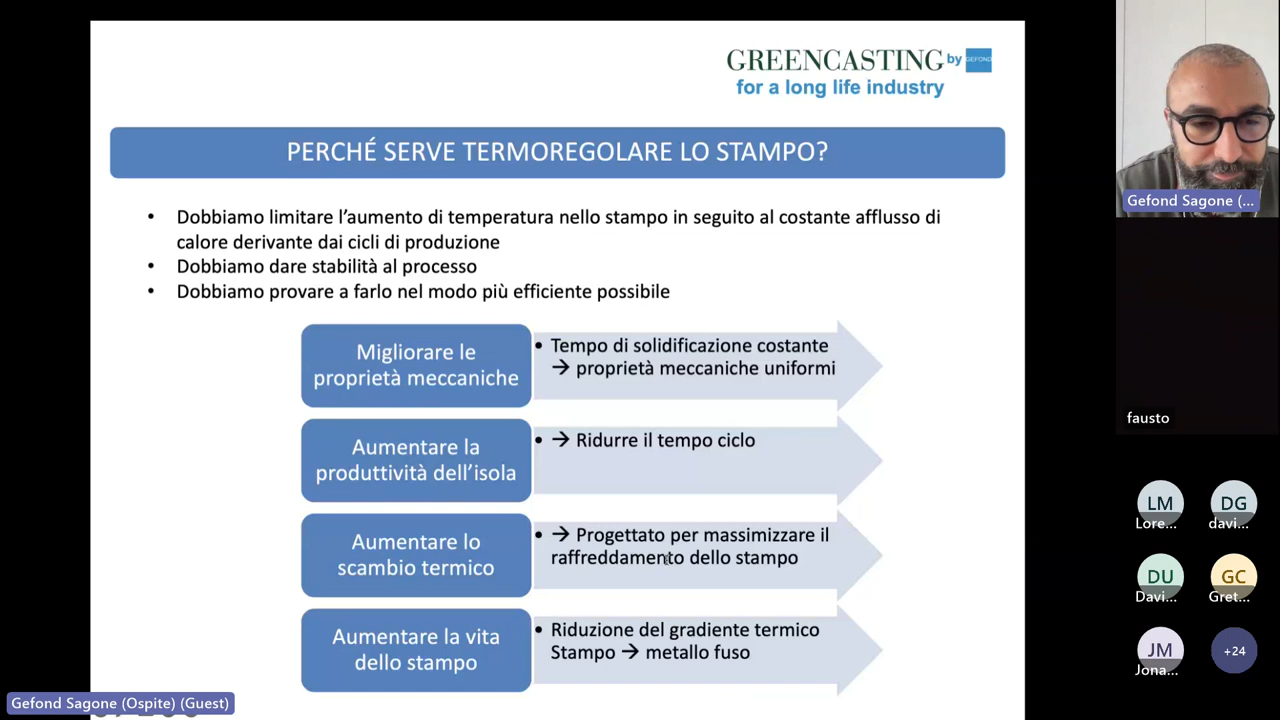 GREENCASTING by GEFOND
for a long life industry
PERCHÉ SERVE TERMOREGOLARE LO STAMPO?
• Dobbiamo limitare l'aumento di temperatura nello stampo in seguito al costante afflusso di
calore derivante dai cicli di produzione
• Dobbiamo dare stabilità al processo
• Dobbiamo provare a farlo nel modo più efficiente possibile
Migliorare le
proprietà meccaniche
• Tempo di solidificazione costante
→ proprietà meccaniche uniformi
Aumentare la
produttività dell'isola
• → Ridurre il tempo ciclo
Aumentare lo
scambio termico
• → Progettato per massimizzare il
raffreddamento dello stampo
Aumentare la vita
dello stampo
• Riduzione del gradiente termico
Stampo → metallo fuso
Gefond Sagone (Ospite) (Guest)
Gefond Sagone (...
fausto
LM
Lore...
DG
davi...
DU
Davi...
GC
Gret...
JM
Jona...
+24